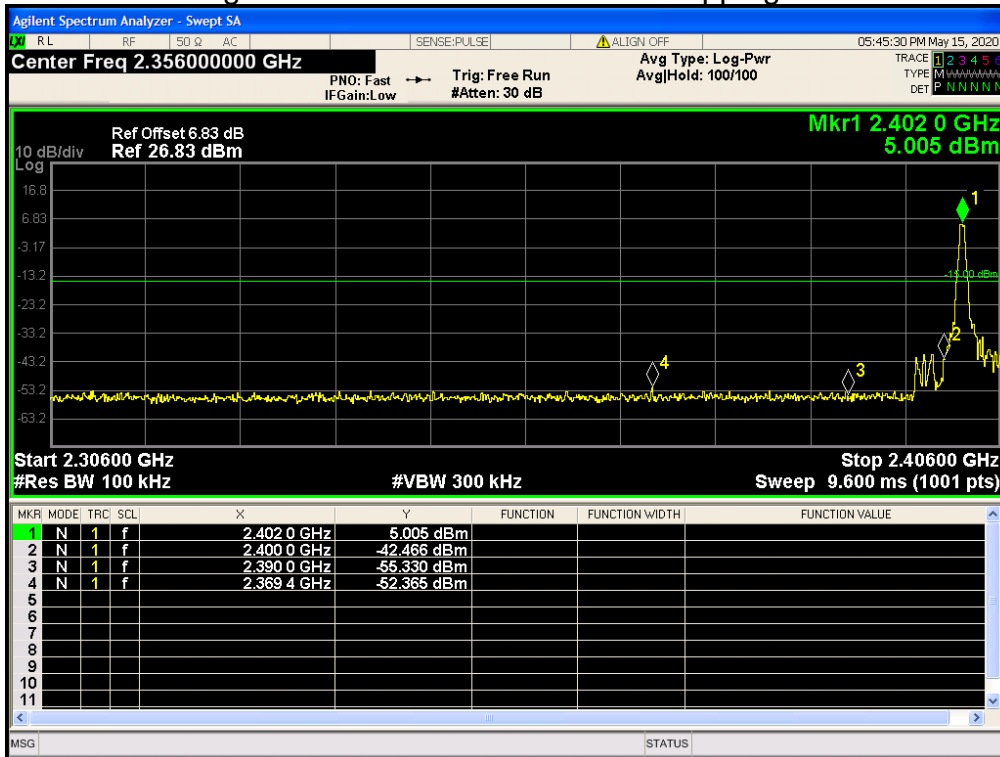 Agilent Spectrum Analyzer - Swept SA
LXI RL RF 50 Ω AC SENSE:PULSE ALIGN OFF 05:45:30 PM May 15, 2020
Center Freq 2.356000000 GHz
PNO: Fast Trig: Free Run Avg Type: Log-Pwr TRACE 1 2 3 4 5 6
IFGain:Low #Atten: 30 dB Avg|Hold: 100/100 TYPE M
DET P N N N N N
Ref Offset 6.83 dB Mkr1 2.402 0 GHz
10 dB/div Ref 26.83 dBm 5.005 dBm
Log
16.8
6.83
-3.17
-13.2
-23.2
-33.2
-43.2
-53.2
-63.2
1
-15.00 dBm
2
4
3
Start 2.30600 GHz Stop 2.40600 GHz
#Res BW 100 kHz #VBW 300 kHz Sweep 9.600 ms (1001 pts)
MKR MODE TRC SCL X Y FUNCTION FUNCTION WIDTH FUNCTION VALUE
1 N 1 f 2.402 0 GHz 5.005 dBm
2 N 1 f 2.400 0 GHz -42.466 dBm
3 N 1 f 2.390 0 GHz -55.330 dBm
4 N 1 f 2.369 4 GHz -52.365 dBm
5
6
7
8
9
10
11
MSG STATUS